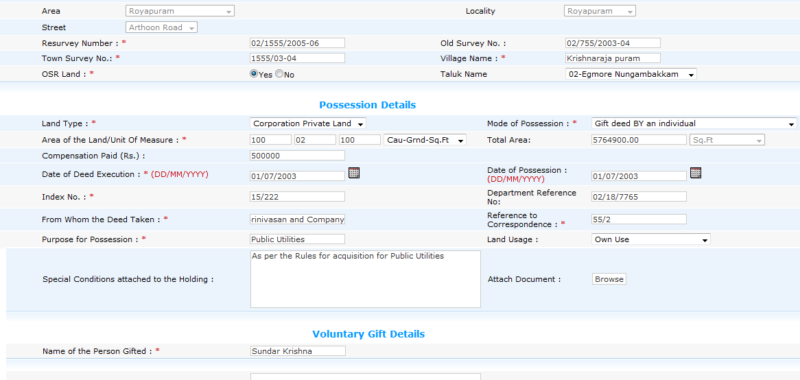 Area Royapuram Locality Royapuram
Street Arthoon Road
Resurvey Number : * 02/1555/2005-06 Old Survey No. : 02/755/2003-04
Town Survey No.: * 1555/03-04 Village Name : * Krishnaraja puram
OSR Land : * Yes No Taluk Name 02-Egmore Nungambakkam
Possession Details
Land Type : * Corporation Private Land Mode of Possession : * Gift deed BY an individual
Area of the Land/Unit Of Measure : * 100 02 100 Cau-Grnd-Sq.Ft Total Area: 5764900.00 Sq.Ft
Compensation Paid (Rs.) : 500000
Date of Deed Execution : * (DD/MM/YYYY) 01/07/2003 Date of Possession : (DD/MM/YYYY) 01/07/2003
Index No. : * 15/222 Department Reference No: 02/18/7765
From Whom the Deed Taken : * rinivasan and Company Reference to Correspondence : * 55/2
Purpose for Possession : * Public Utilities Land Usage : Own Use
As per the Rules for acquisition for Public Utilities
Special Conditions attached to the Holding : Attach Document : Browse
Voluntary Gift Details
Name of the Person Gifted : * Sundar Krishna